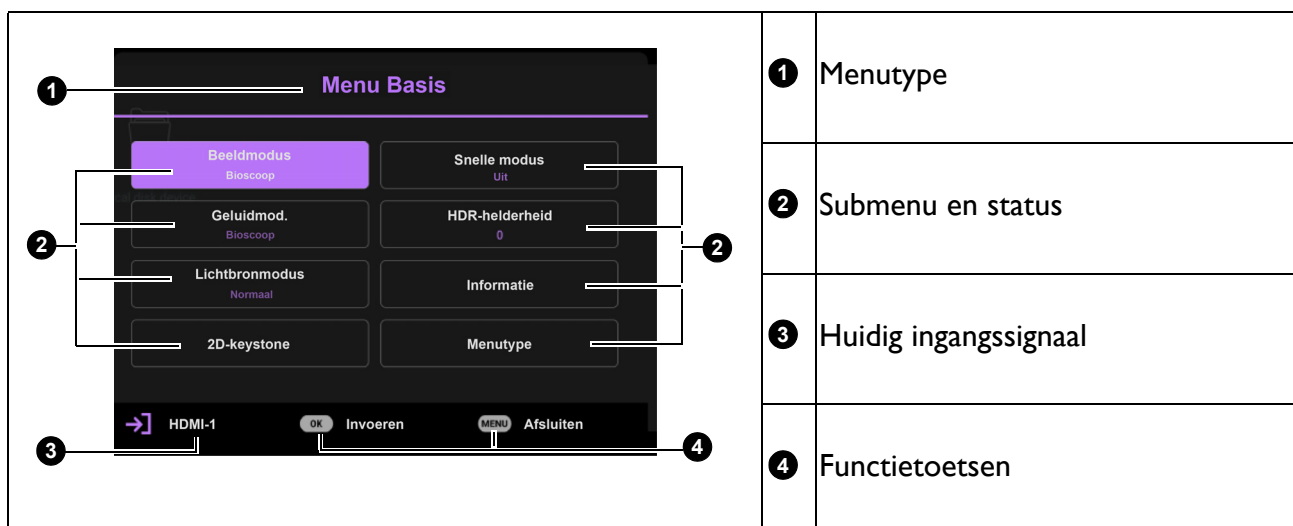 1 Menu Basis
Beeldmodus
Bioscoop
Snelle modus
Uit
Geluidmod.
Bioscoop
HDR-helderheid
0
2
2
Lichtbronmodus
Normaal
Informatie
2D-keystone
Menutype
HDMI-1
OK Invoeren
MENU Afsluiten
3
4
1 Menutype
2 Submenu en status
3 Huidig ingangssignaal
4 Functietoetsen